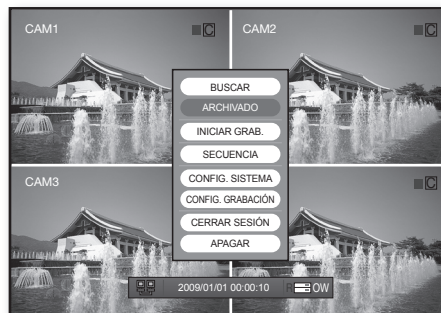 CAM1
C
CAM2
C
BUSCAR
ARCHIVADO
INICIAR GRAB.
SECUENCIA
CONFIG. SISTEMA
CONFIG. GRABACIÓN
CERRAR SESIÓN
APAGAR
CAM3
2009/01/01 00:00:10
R OW